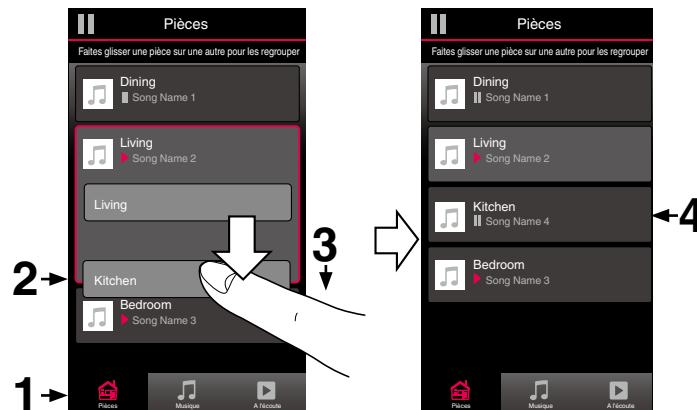 Pièces
Faites glisser une pièce sur une autre pour les regrouper
Dining
Song Name 1
Living
Song Name 2
Living
Kitchen
Bedroom
Song Name 3
Pièces
Musique
A l'écoute
1
2
3
Pièces
Faites glisser une pièce sur une autre pour les regrouper
Dining
Song Name 1
Living
Song Name 2
Kitchen
Song Name 4
Bedroom
Song Name 3
Pièces
Musique
A l'écoute
4